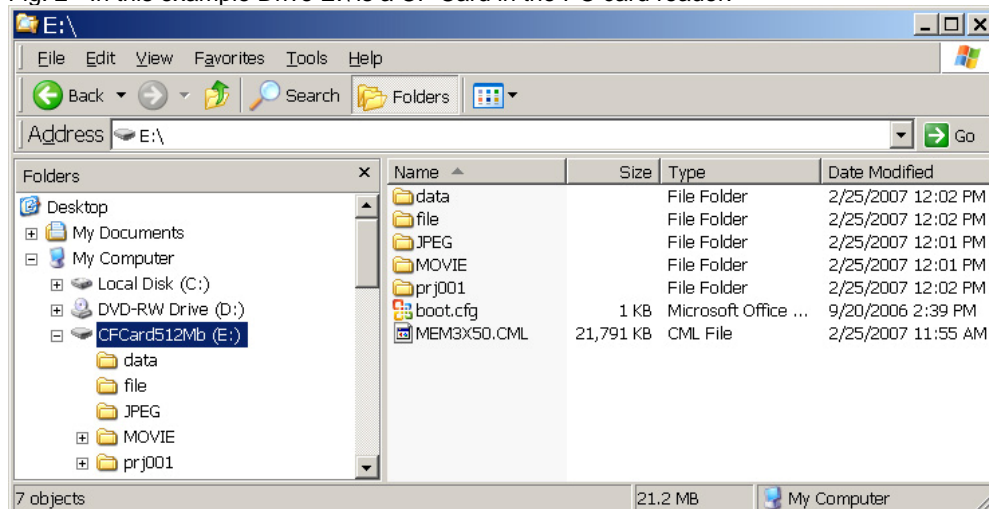 E:\
File Edit View Favorites Tools Help
Back Search Folders
Address E:\ Go
Folders x
Desktop
My Documents
My Computer
Local Disk (C:)
DVD-RW Drive (D:)
CFCard512Mb (E:)
data
file
JPEG
MOVIE
prj001
Name Size Type Date Modified
data File Folder 2/25/2007 12:02 PM
file File Folder 2/25/2007 12:02 PM
JPEG File Folder 2/25/2007 12:01 PM
MOVIE File Folder 2/25/2007 12:01 PM
prj001 File Folder 2/25/2007 12:02 PM
boot.cfg 1 KB Microsoft Office ... 9/20/2006 2:39 PM
MEM3X50.CML 21,791 KB CML File 2/25/2007 11:55 AM
7 objects 21.2 MB My Computer